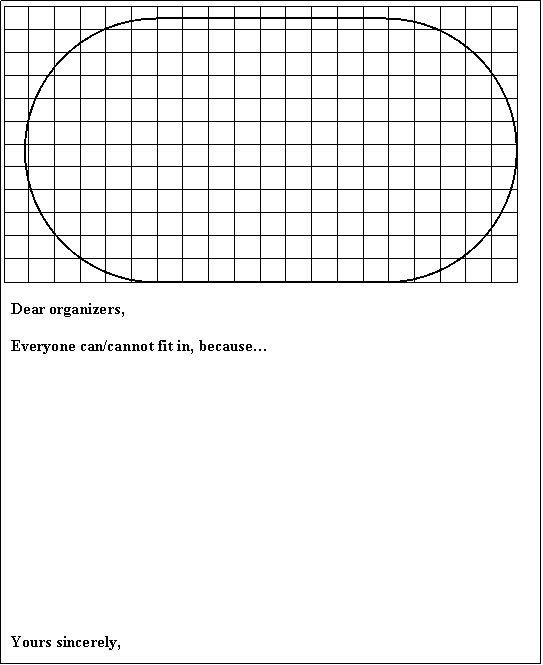 Dear organizers,
Everyone can/cannot fit in, because…
Yours sincerely,